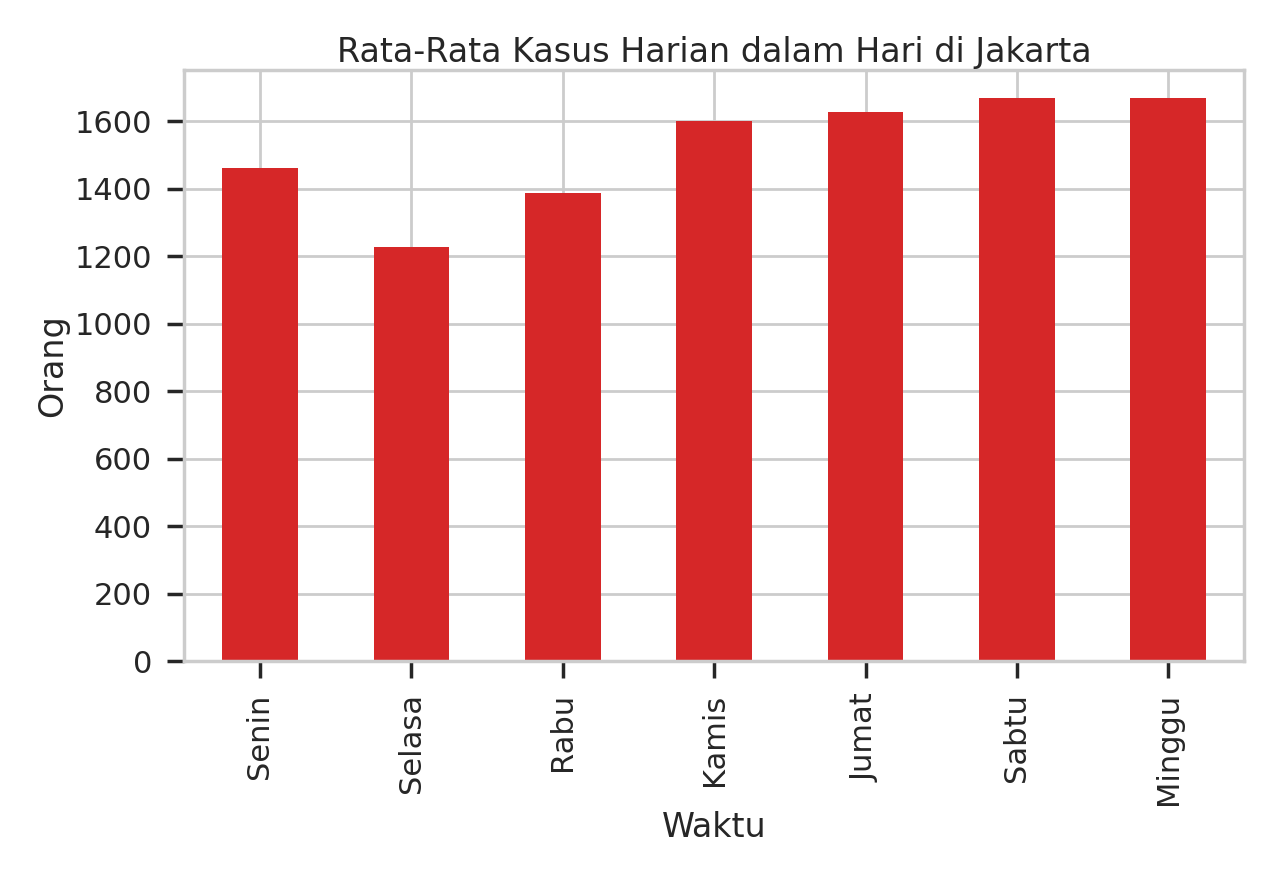 Rata-Rata Kasus Harian dalam Hari di Jakarta
Orang
1600
1400
1200
1000
800
600
400
200
0
Senin
Selasa
Rabu
Kamis
Jumat
Sabtu
Minggu
Waktu